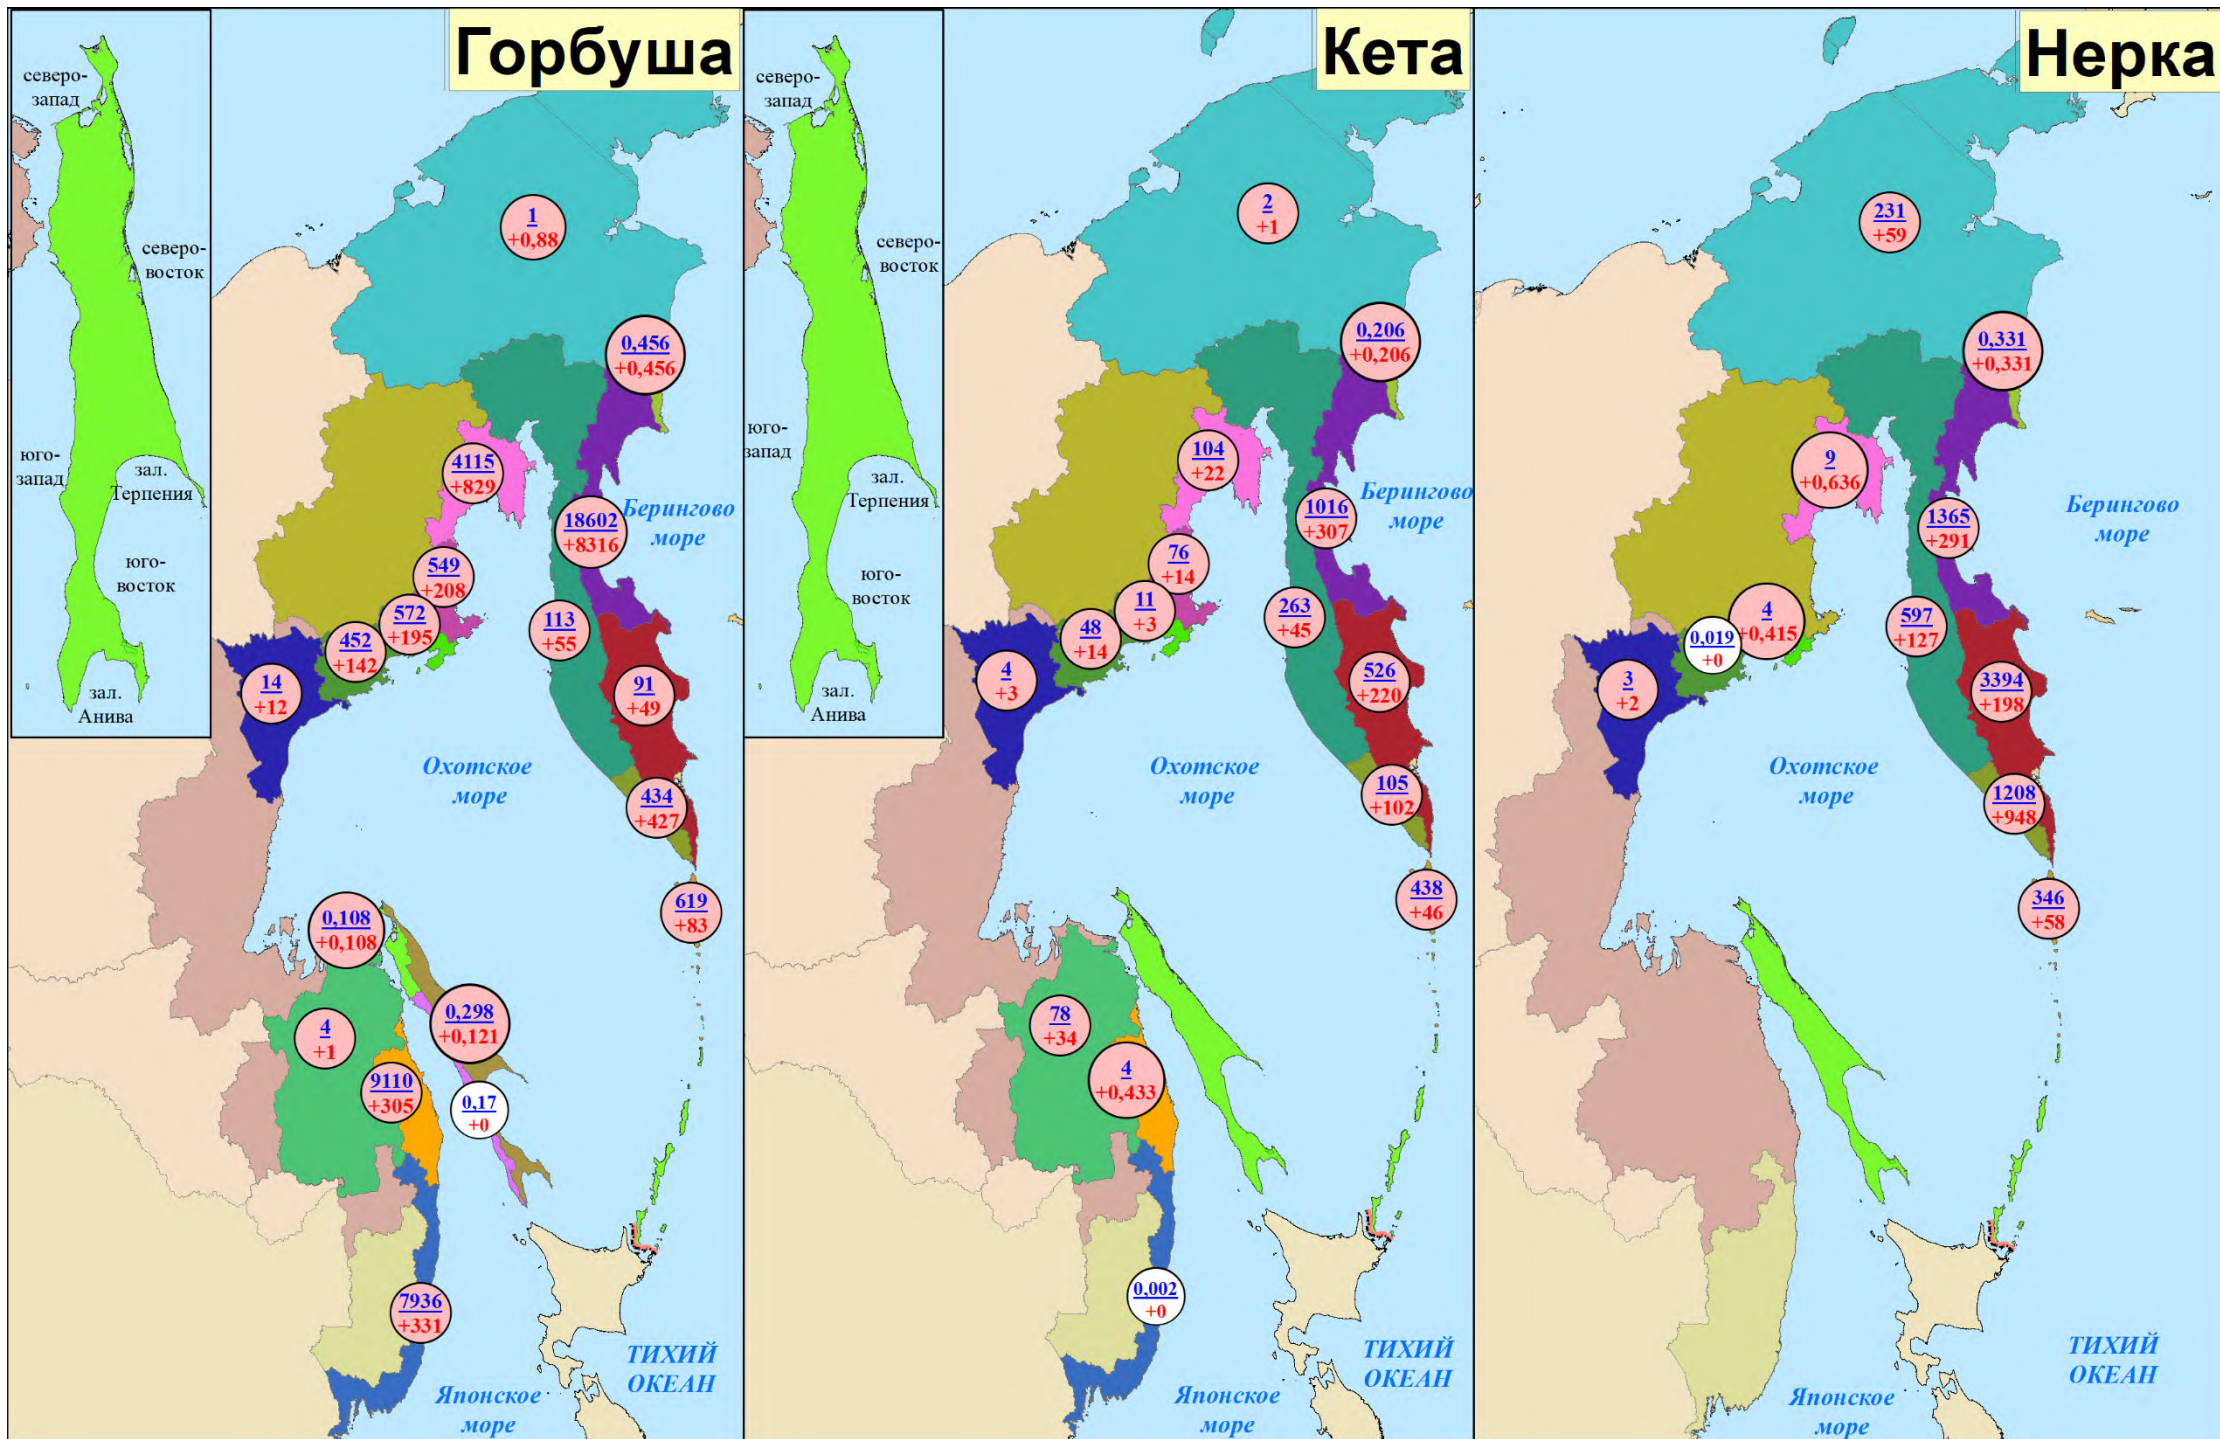 Горбуша
северо-
запад
северо-
восток
юго-
запад
зал.
Терпения
юго-
восток
зал.
Анива
1
+0,88
0,456
+0,456
4115
+829
18602
+8316
Берингово
море
549
+208
572
+195
452
+142
113
+55
14
+12
91
+49
Охотское
море
434
+427
619
+83
0,108
+0,108
0,298
+0,121
4
+1
9110
+305
0,17
+0
7936
+331
ТИХИЙ
ОКЕАН
Японское
море
Кета
северо-
запад
северо-
восток
юго-
запад
зал.
Терпения
юго-
восток
зал.
Анива
2
+1
0,206
+0,206
104
+22
1016
+307
Берингово
море
76
+14
11
+3
48
+14
263
+45
4
+3
526
+220
Охотское
море
105
+102
438
+46
78
+34
4
+0,433
0,002
+0
ТИХИЙ
ОКЕАН
Японское
море
Нерка
231
+59
0,331
+0,331
9
+0,636
1365
+291
Берингово
море
4
+0,415
0,019
+0
597
+127
3
+2
3394
+198
Охотское
море
1208
+948
346
+58
ТИХИЙ
ОКЕАН
Японское
море